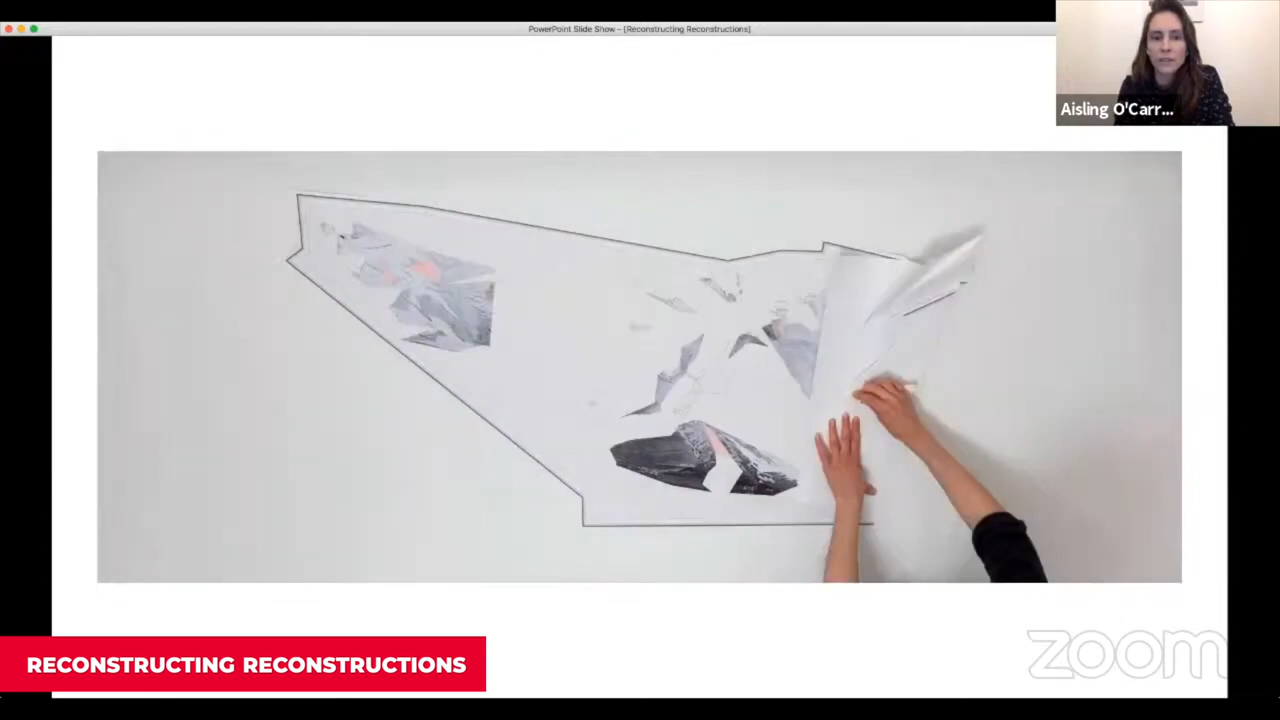 PowerPoint Slide Show - [Reconstructing Reconstructions]
Aisling O'Carr...
RECONSTRUCTING RECONSTRUCTIONS
zoom